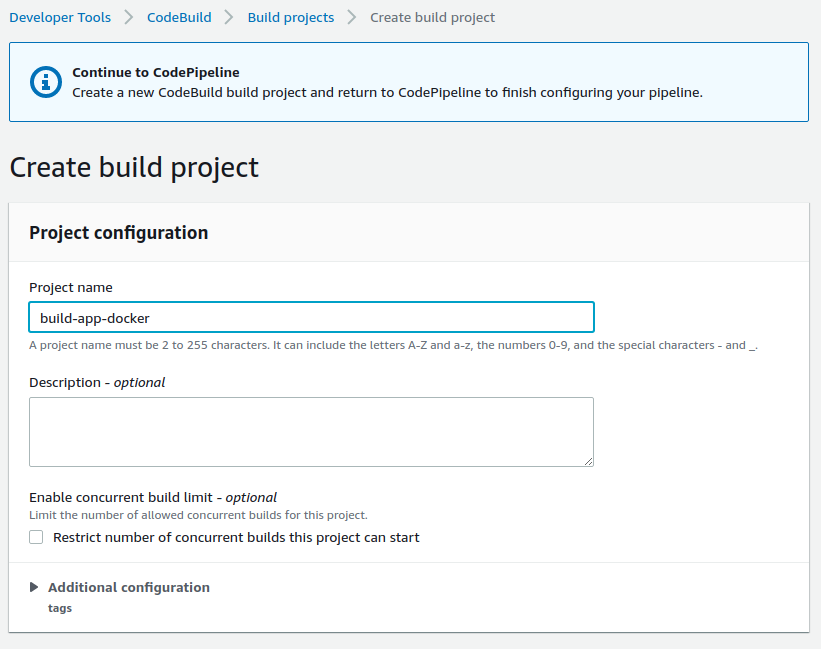 Developer Tools > CodeBuild > Build projects > Create build project
Continue to CodePipeline
Create a new CodeBuild build project and return to CodePipeline to finish configuring your pipeline.
Create build project
Project configuration
Project name
build-app-docker
A project name must be 2 to 255 characters. It can include the letters A-Z and a-z, the numbers 0-9, and the special characters - and _.
Description - optional
Enable concurrent build limit - optional
Limit the number of allowed concurrent builds for this project.
Restrict number of concurrent builds this project can start
Additional configuration
tags